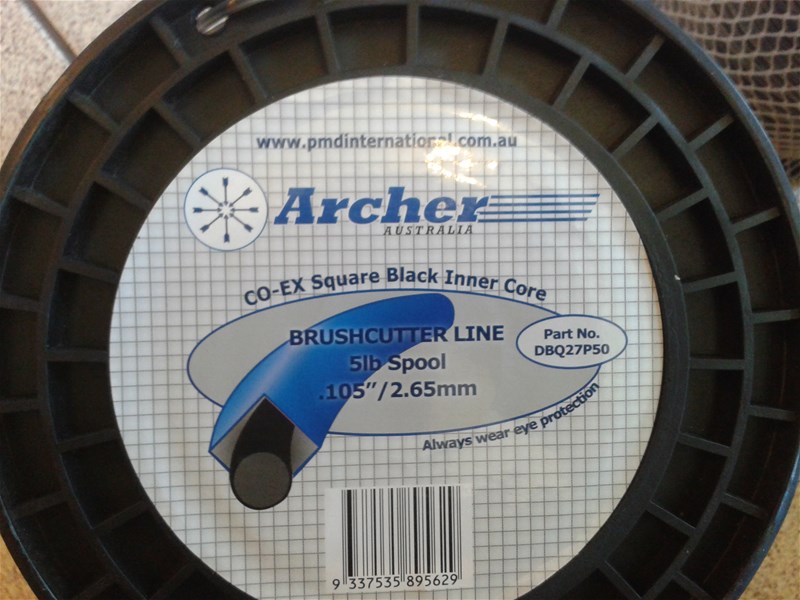 www.pmdinternational.com.au
Archer
AUSTRALIA
CO-EX Square Black Inner Core
BRUSHCUTTER LINE
5lb Spool
.105"/2.65mm
Part No.
DBQ27P50
Always wear eye protection
9 337535 895629